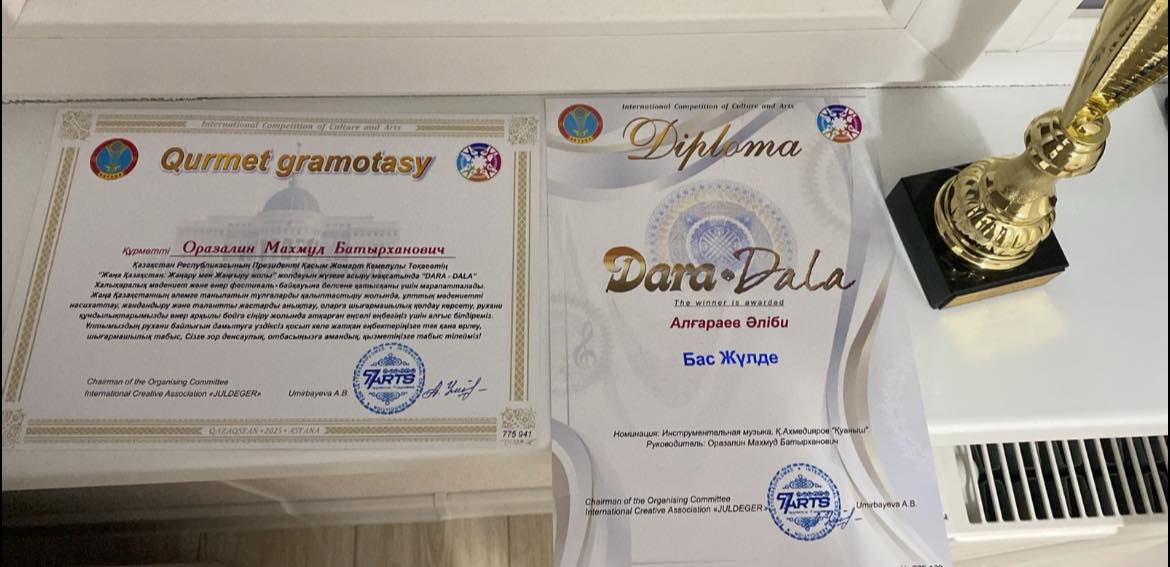 International Competition of Culture and Arts
Qurmet gramotasy
Құрметті Оразалин Махмуд Батырханович
Қазақстан Республикасының Президенті Қасым Жомарт Кемелұлы Тоқаевтің
"Жаңа Қазақстан: Жаңару мен Жаңғыру жолы" жолдауын жүзеге асыру мақсатында "DARA - DALA"
Халықаралық мәдениет және өнер фестиваль-байқауына белсене қатысқаны үшін марапатталады.
Жаңа Қазақстанның әлемге танылатын тұлғаларды қалыптастыру жолында, ұлттық мәдениетті
насихаттау, жандандыру және талантты жастарды анықтау, оларға шығармашылық қолдау көрсету, рухани
құндылықтарымызды өнер арқылы бойға сіңіру жолында атқарған еңселі еңбегіңіз үшін алғыс білдіреміз.
Ұлтымыздың рухани байлығын дамытуға үздіксіз қосып келе жатқан еңбектеріңізге тек қана өрлеу,
шығармашылық табыс, Сізге зор денсаулық, отбасыңызға амандық, қызметіңізге табыс тілейміз!
Chairman of the Organising Committee
International Creative Association «JULDEGER» Umirbayeva A.B.
7ARTS
QAZAQSTAN • 2025 • ASTANA
775 941
International Competition of Culture and Arts
Diploma
Dara Dala
The winner is awarded
Алғараев Әліби
Бас Жүлде
Номинация: Инструментальная музыка, Қ.Ахмедияров "Қуаныш"
Руководитель: Оразалин Махмуд Батырханович
Chairman of the Organising Committee
International Creative Association «JULDEGER» Umirbayeva A.B.
7ARTS